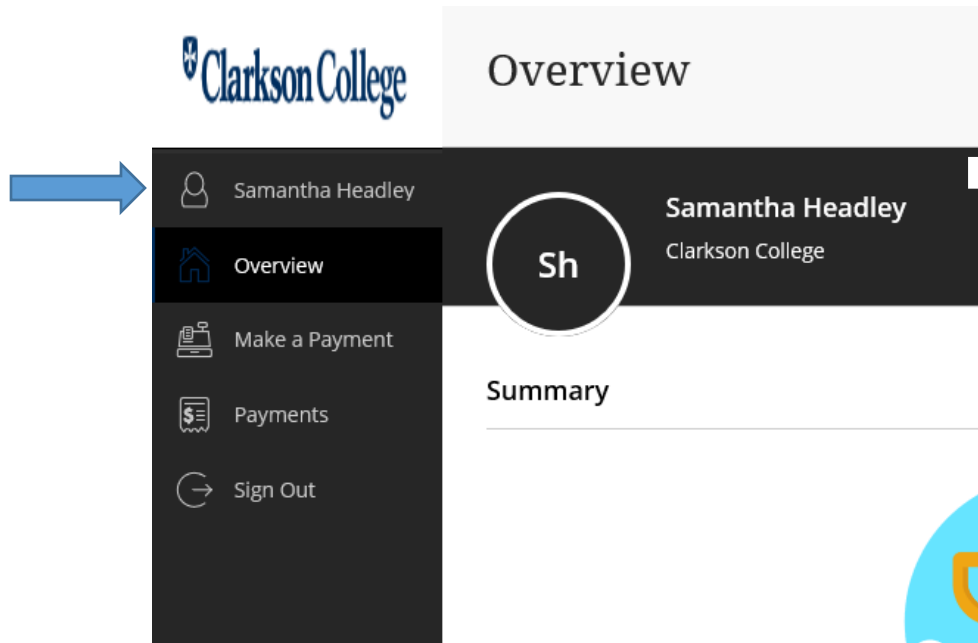 Clarkson College
Overview
Samantha Headley
Overview
Make a Payment
Payments
Sign Out
Sh
Samantha Headley
Clarkson College
Summary